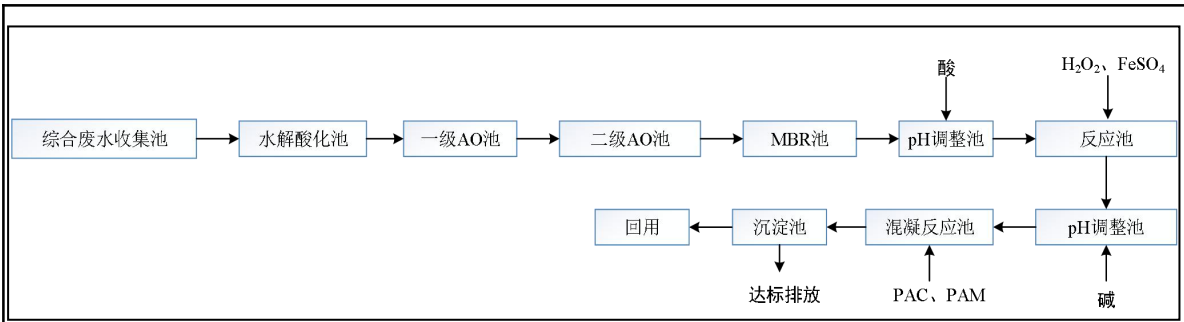 酸
H₂O₂、FeSO₄
综合废水收集池
水解酸化池
一级AO池
二级AO池
MBR池
pH调整池
反应池
回用
沉淀池
混凝反应池
pH调整池
达标排放
PAC、PAM
碱